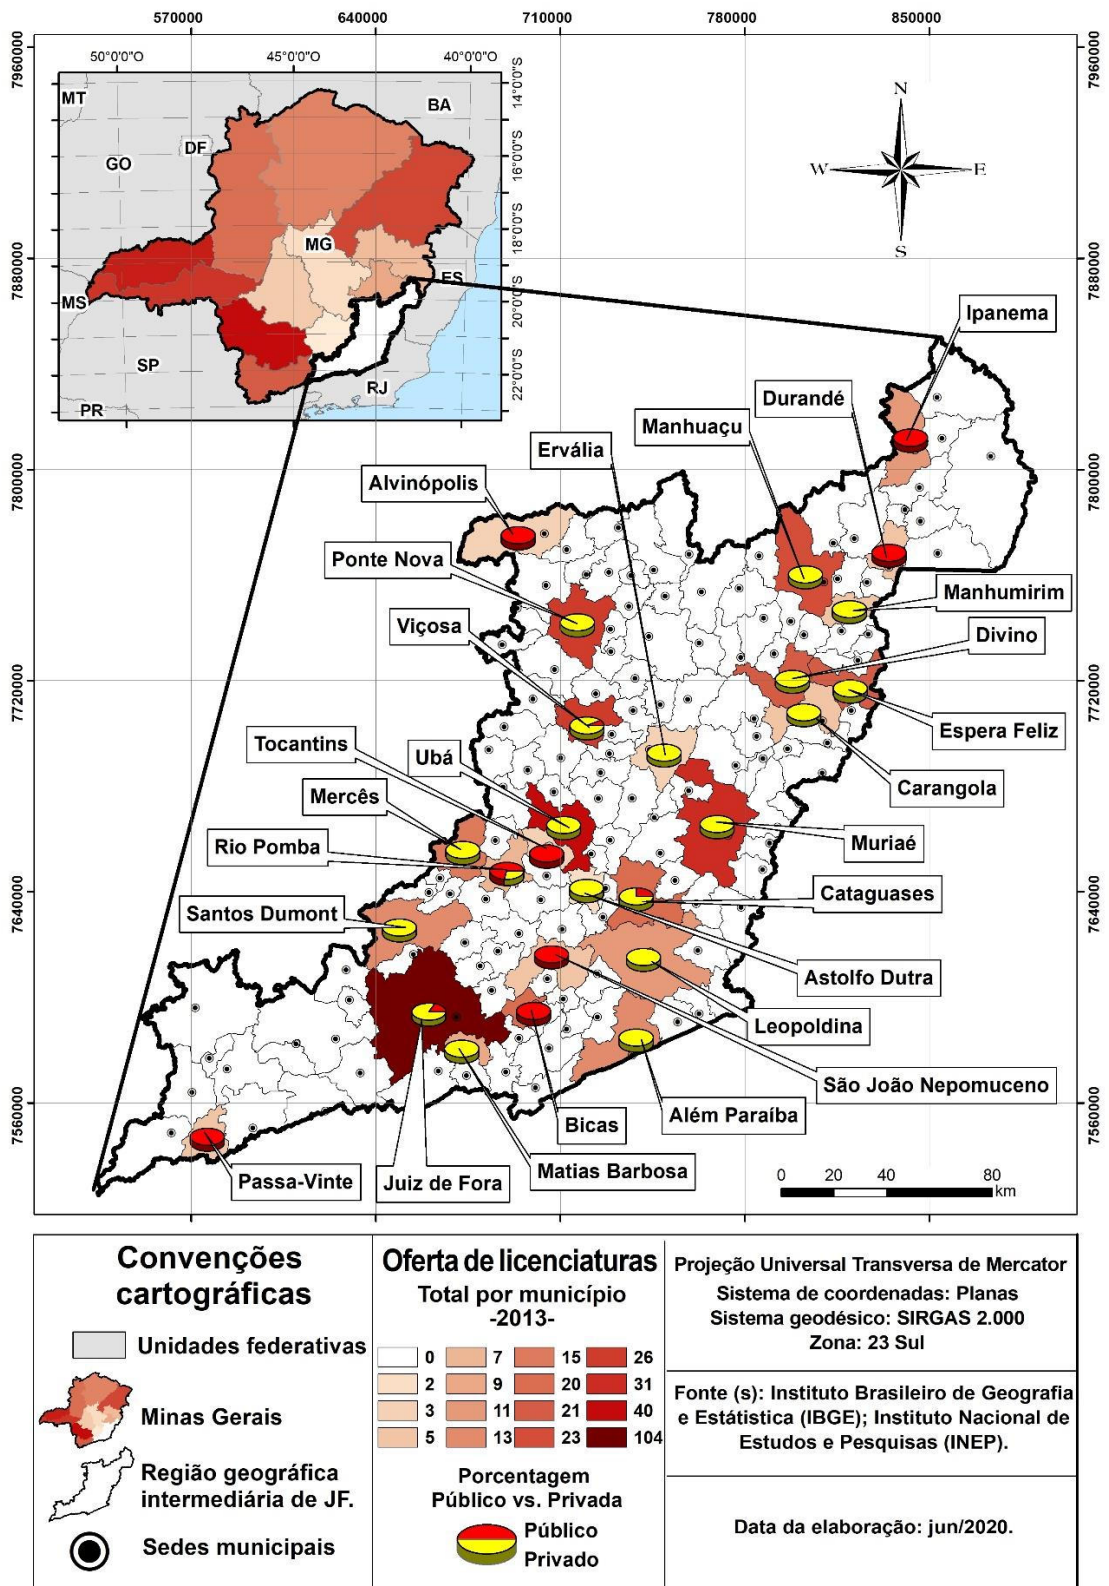 570000
640000
710000
780000
850000
7960000
7880000
7800000
7720000
7640000
7560000
7960000
7880000
7800000
7720000
7640000
7560000
50°0'0"O
45°0'0"O
40°0'0"O
14°0'0"S
16°0'0"S
18°0'0"S
20°0'0"S
22°0'0"S
MT
BA
GO
DF
MG
ES
MS
SP
RJ
PR
N
W
E
S
Ipanema
Durandé
Manhuaçu
Ervália
Alvinópolis
Ponte Nova
Manhumirim
Viçosa
Divino
Espera Feliz
Tocantins
Ubá
Carangola
Mercês
Muriaé
Rio Pomba
Cataguases
Santos Dumont
Astolfo Dutra
Leopoldina
São João Nepomuceno
Além Paraíba
Bicas
Matias Barbosa
Juiz de Fora
Passa-Vinte
0 20 40 60 80
km
Convenções
cartográficas
Unidades federativas
Minas Gerais
Região geográfica
intermediária de JF.
Sedes municipais
Oferta de licenciaturas
Total por município
-2013-
0 7 15 26
2 9 20 31
3 11 21 40
5 13 23 104
Porcentagem
Público vs. Privada
Público
Privado
Projeção Universal Transversa de Mercator
Sistema de coordenadas: Planas
Sistema geodésico: SIRGAS 2.000
Zona: 23 Sul
Fonte (s): Instituto Brasileiro de Geografia
e Estátistica (IBGE); Instituto Nacional de
Estudos e Pesquisas (INEP).
Data da elaboração: jun/2020.